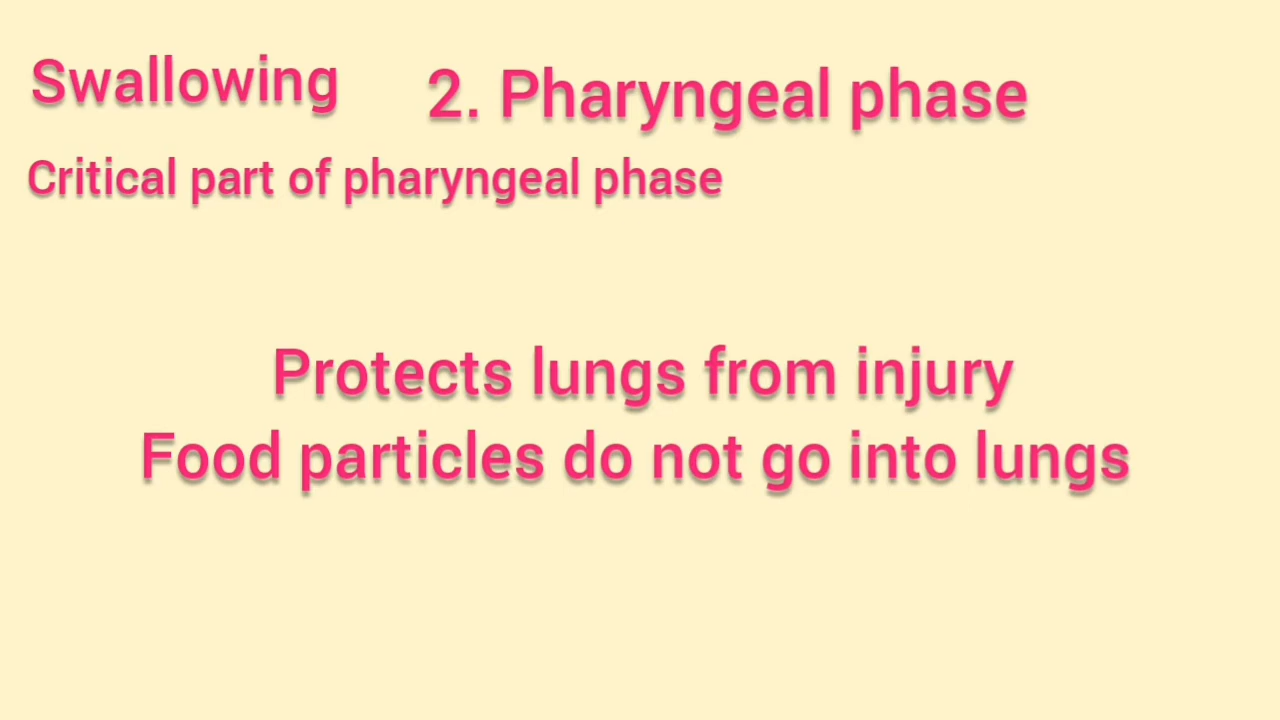 Swallowing
2. Pharyngeal phase
Critical part of pharyngeal phase
Protects lungs from injury
Food particles do not go into lungs